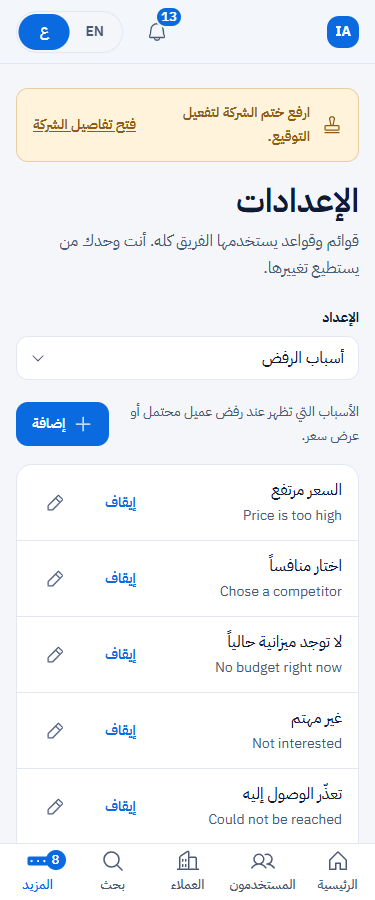 IA
13
EN
ع
ارفع ختم الشركة لتفعيل التوقيع.
فتح تفاصيل الشركة
الإعدادات
قوائم وقواعد يستخدمها الفريق كله. أنت وحدك من
يستطيع تغييرها.
الإعداد
أسباب الرفض
الأسباب التي تظهر عند رفض عميل محتمل أو
عرض سعر.
إضافة
السعر مرتفع
Price is too high
إيقاف
اختار منافساً
Chose a competitor
إيقاف
لا توجد ميزانية حالياً
No budget right now
إيقاف
غير مهتم
Not interested
إيقاف
تعذّر الوصول إليه
Could not be reached
إيقاف
الرئيسية
المستخدمون
العملاء
بحث
8
المزيد